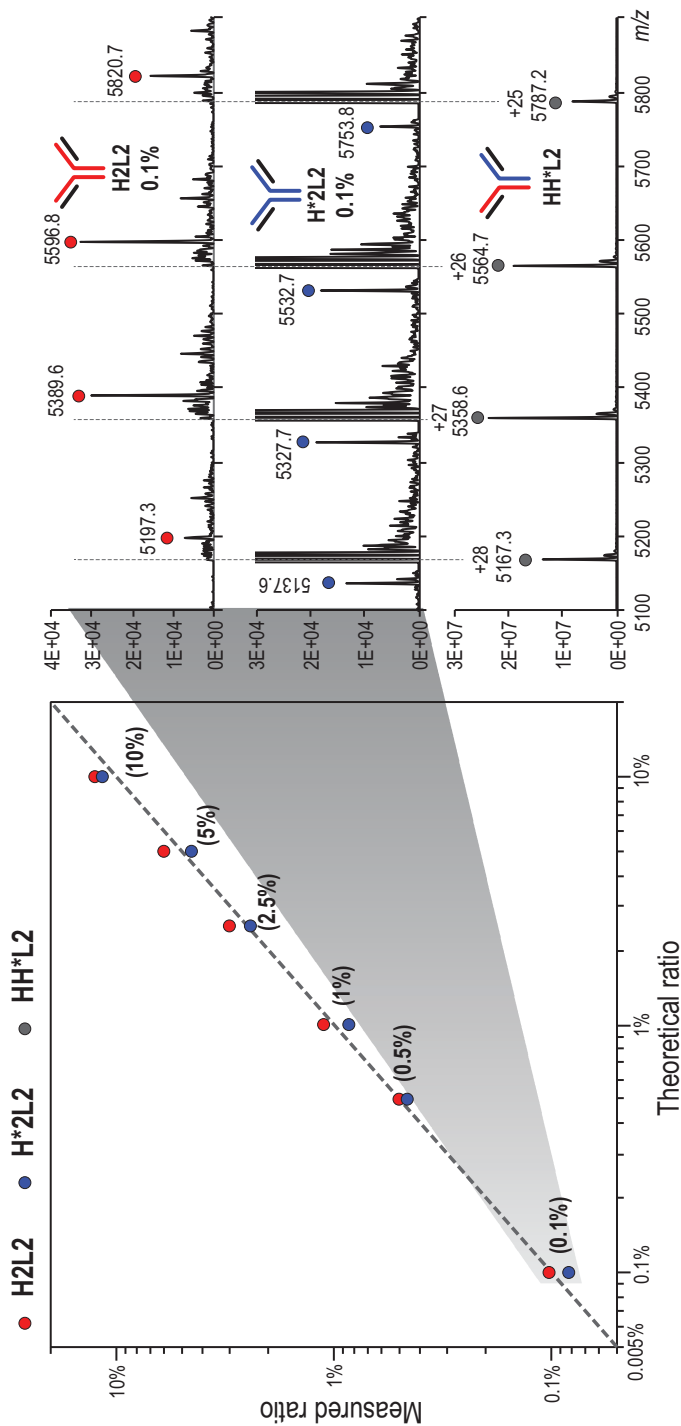 H2L2
H*2L2
HH*L2
Measured ratio
10%
1%
0.1%
(10%)
(5%)
(2.5%)
(1%)
(0.5%)
(0.1%)
0.005%
0.1%
1%
10%
Theoretical ratio
4E+04
3E+04
1E+04
0E+00
5197.3
5389.6
5596.8
5820.7
H2L2
0.1%
3E+04
2E+04
1E+04
0E+00
5137.6
5327.7
5532.7
5753.8
H*2L2
0.1%
3E+07
2E+07
1E+07
0E+00
+28
5167.3
+27
5358.6
+26
5564.7
+25
5787.2
HH*L2
5100
5200
5300
5400
5500
5600
5700
5800
m/z